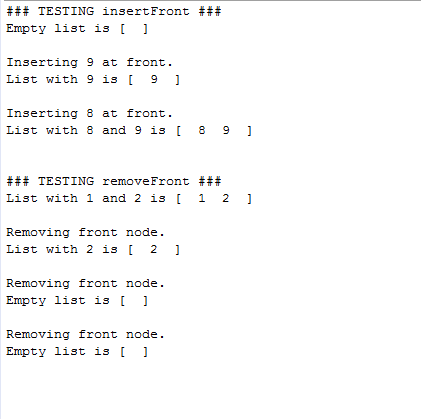 ### TESTING insertFront ###
Empty list is [  ]
Inserting 9 at front.
List with 9 is [  9  ]
Inserting 8 at front.
List with 8 and 9 is [  8  9  ]
### TESTING removeFront ###
List with 1 and 2 is [  1  2  ]
Removing front node.
List with 2 is [  2  ]
Removing front node.
Empty list is [  ]
Removing front node.
Empty list is [  ]